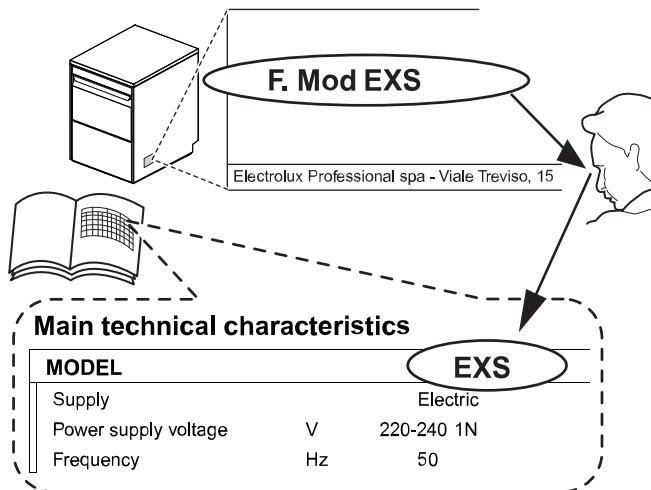 F. Mod EXS
Electrolux Professional spa - Viale Treviso, 15
Main technical characteristics
MODEL EXS
Supply Electric
Power supply voltage V 220-240 1N
Frequency Hz 50